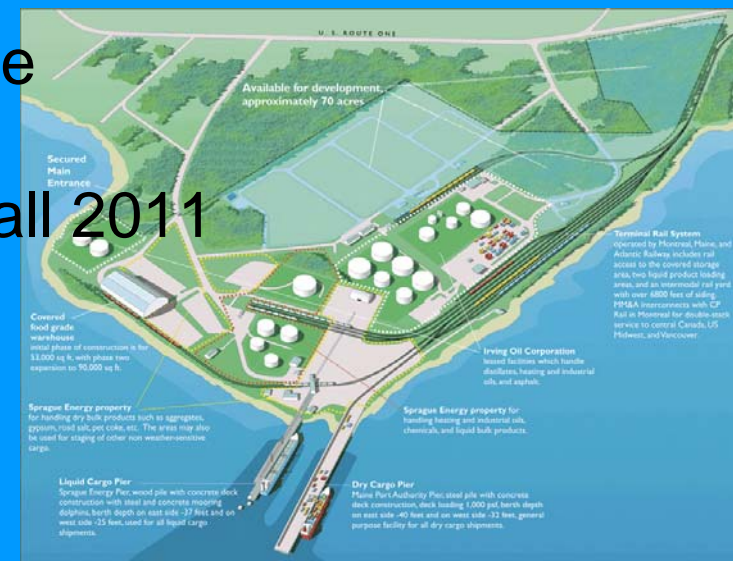 e
all 2011
U. S. ROUTE ONE
Available for development,
approximately 70 acres
Secured
Main
Entrance
Terminal Rail System
operated by Montreal, Maine, and
Atlantic Railway, includes rail
access to the covered storage
area, two liquid product loading
areas, and an intermodal rail yard
with over 6800 feet of siding.
MM&A interconnects with CP
Rail in Montreal for double-stack
service to central Canada, US
Midwest, and Vancouver.
Covered
food grade
warehouse
initial phase of construction is for
53,000 sq ft, with phase two
expansion to 90,000 sq ft.
Irving Oil Corporation
leased facilities which handle
distillates, heating and industrial
oils, and asphalt.
Sprague Energy property
for handling dry bulk products such as aggregates,
gypsum, road salt, pet coke, etc. The areas may also
be used for staging of other non weather-sensitive
cargo.
Sprague Energy property for
handling heating and industrial oils,
chemicals, and liquid bulk products.
Liquid Cargo Pier
Sprague Energy Pier, wood pile with concrete deck
construction with steel and concrete mooring
dolphins, berth depth on east side -37 feet and on
west side -25 feet, used for all liquid cargo
shipments.
Dry Cargo Pier
Maine Port Authority Pier, steel pile with concrete
deck construction, deck loading 1,000 psf, berth depth
on east side -40 feet and on west side -32 feet, general
purpose facility for all dry cargo shipments.